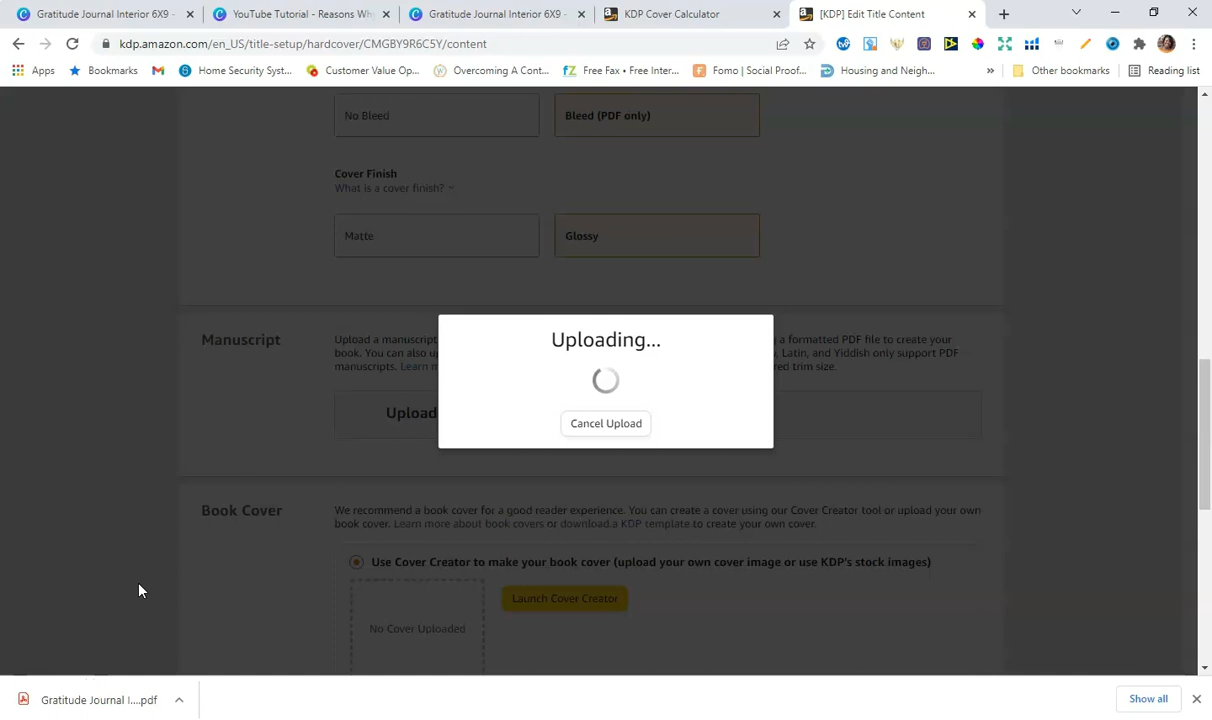 Gratitude Journal Interior 6X9 -
YouTube Tutorial - Reasons Why
Gratitude Journal Interior 6X9 -
KDP Cover Calculator
[KDP] Edit Title Content
kdp.amazon.com/en_US/title-setup/hardcover/CMGBY9R6C5Y/content
Apps
Bookmarks
Home Security Syst...
Customer Value Op...
Overcoming A Cont...
Free Fax • Free Inter...
Fomo | Social Proof...
Housing and Neigh...
»
Other bookmarks
Reading list
No Bleed
Bleed (PDF only)
Cover Finish
What is a cover finish?
Matte
Glossy
Manuscript
Upload a manuscript
g a formatted PDF file to create your
book. You can also up
, Latin, and Yiddish only support PDF
manuscripts. Learn m
red trim size.
Upload
Uploading...
Cancel Upload
Book Cover
We recommend a book cover for a good reader experience. You can create a cover using our Cover Creator tool or upload your own
book cover. Learn more about book covers or download a KDP template to create your own cover.
Use Cover Creator to make your book cover (upload your own cover image or use KDP's stock images)
Launch Cover Creator
No Cover Uploaded
Gratitude Journal I....pdf
Show all